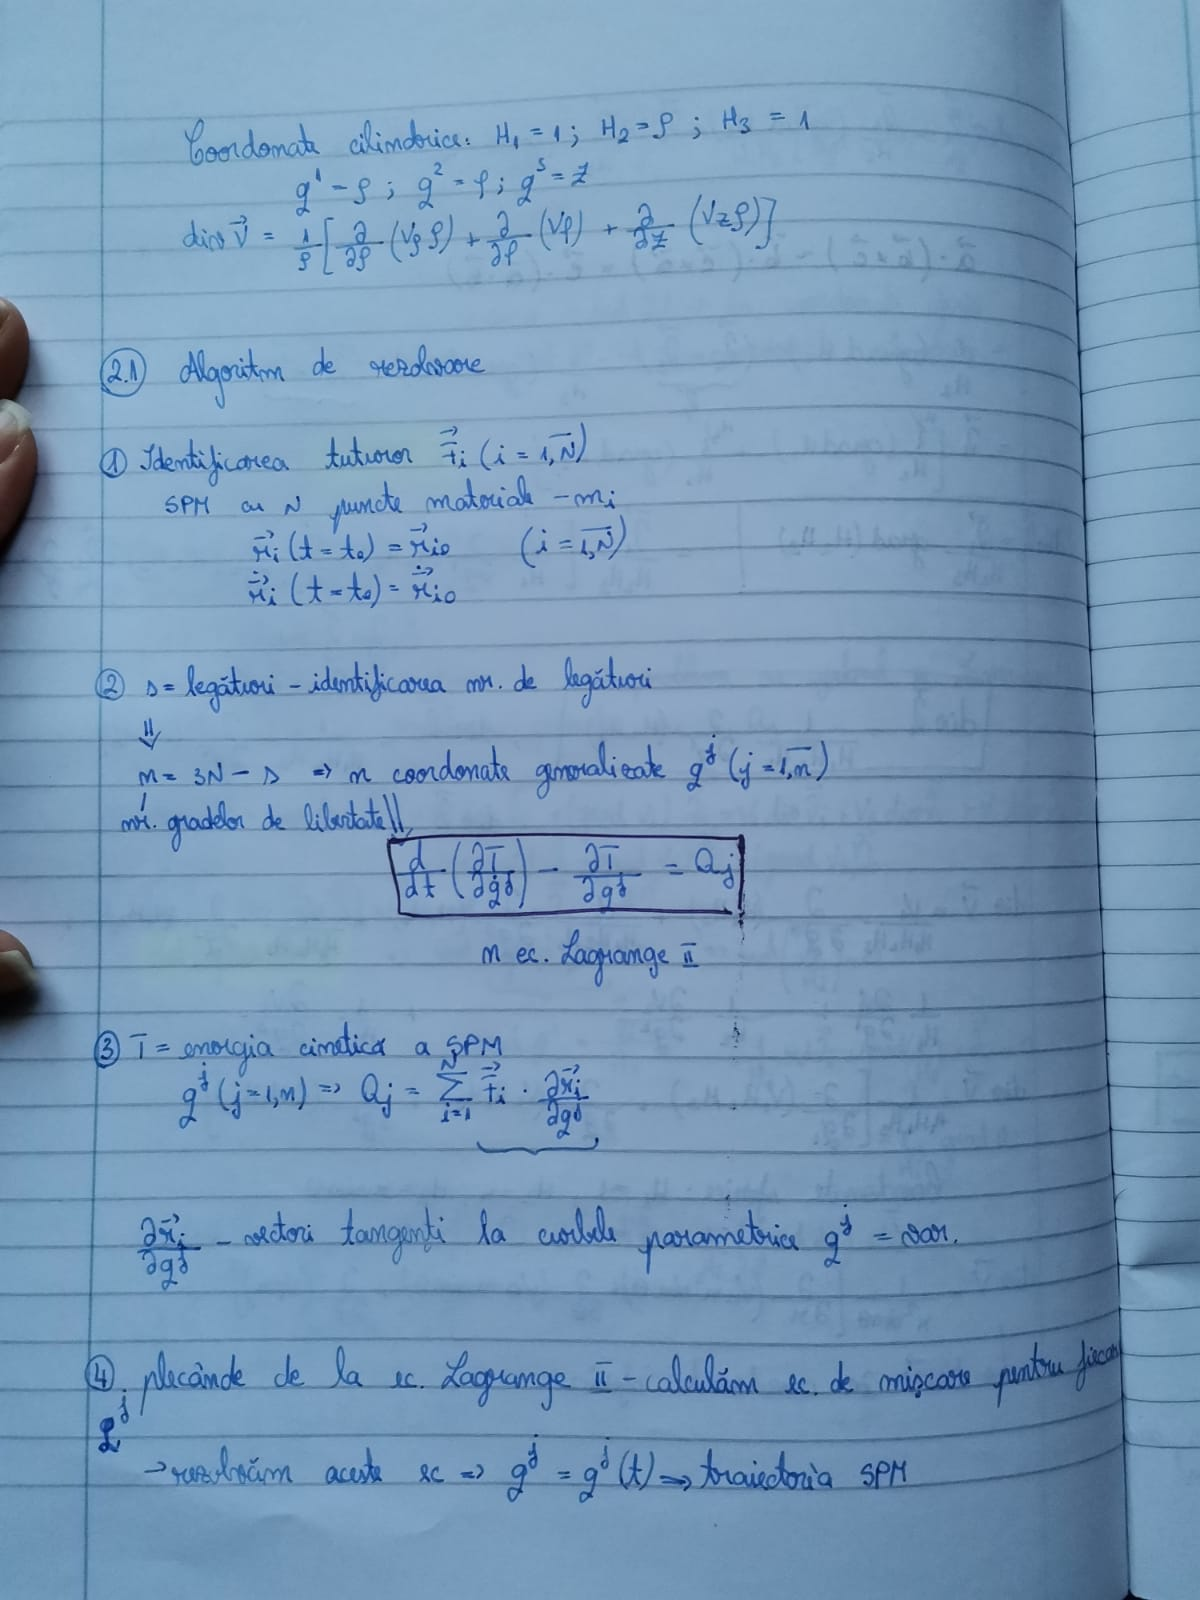 Coordonate cilindrice: H₁ = 1; H₂ = ρ; H₃ = 1
q¹ = ρ; q² = φ; q³ = z
div V⃗ = 1/ρ [∂/∂ρ (Vρ ρ) + ∂/∂φ (Vφ) + ∂/∂z (Vz ρ)]
2.1 Algoritm de rezolvare
① Identificarea tuturor F⃗ᵢ (i = 1,N̅)
SPM cu N puncte materiale - mᵢ
r⃗ᵢ (t = t₀) = r⃗ᵢ₀ (i = 1,N̅)
ṙ⃗ᵢ (t = t₀) = ṙ⃗ᵢ₀
② s = legături - identificarea nr. de legături
⇓
n = 3N - s ⇒ n coordonate generalizate qʲ (j = 1,n̅)
nr. gradelor de libertate ⇓
d/dt (∂T/∂q̇ʲ) - ∂T/∂qʲ = Qj
n ec. Lagrange II
③ T = energia cinetică a SPM
qʲ (j = 1,n) ⇒ Qj = Σᵢ₌₁ᴺ F⃗ᵢ · ∂r⃗ᵢ/∂qʲ
∂r⃗ᵢ/∂qʲ - vectori tangenți la curbele parametrice qʲ = var.
④. plecânde de la ec. Lagrange II - calculăm ec. de mișcare pentru fiecare
qʲ
→ rezolvăm aceste ec ⇒ qʲ = qʲ(t) ⇒ traiectoria SPM